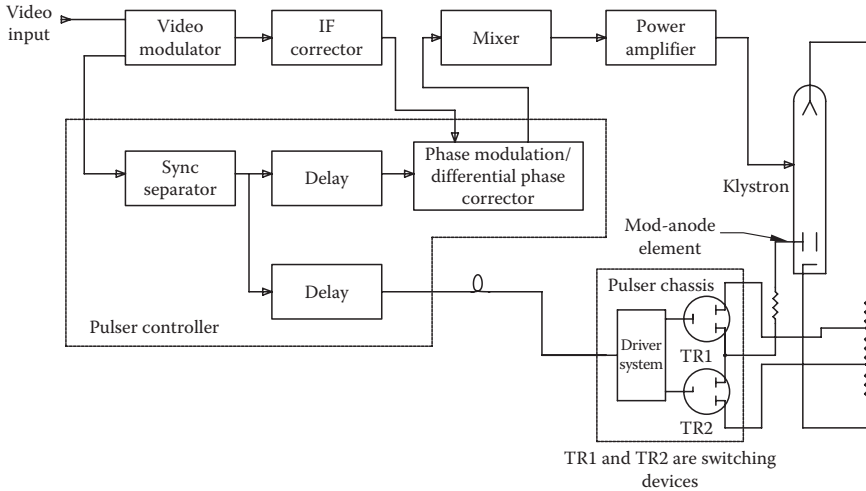 Video
input
Video
modulator
IF
corrector
Mixer
Power
amplifier
Sync
separator
Delay
Phase modulation/
differential phase
corrector
Klystron
Mod-anode
element
Delay
Pulser controller
Pulser chassis
Driver
system
TR1
TR2
TR1 and TR2 are switching
devices